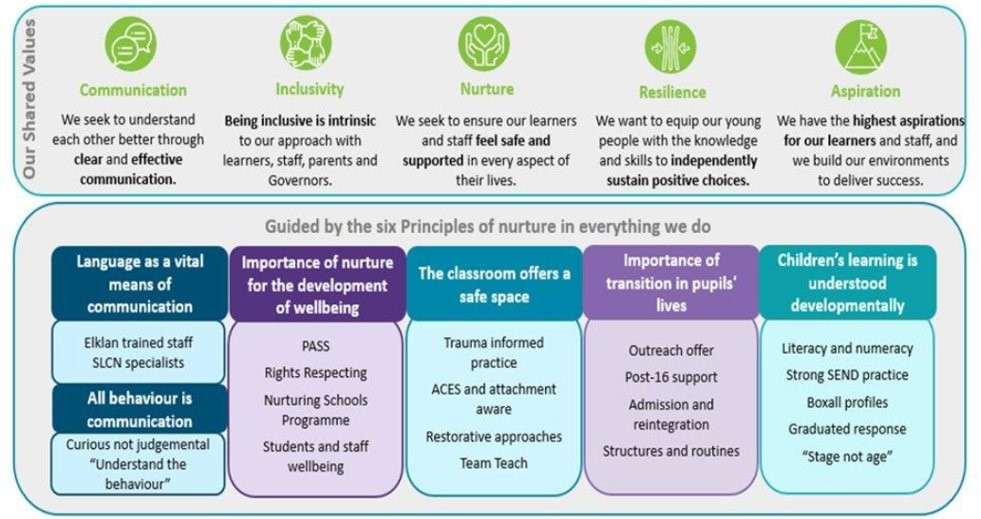 Our Shared Values
Communication
We seek to understand
each other better through
clear and effective
communication.
Inclusivity
Being inclusive is intrinsic
to our approach with
learners, staff, parents and
Governors.
Nurture
We seek to ensure our learners
and staff feel safe and
supported in every aspect of
their lives.
Resilience
We want to equip our young
people with the knowledge
and skills to independently
sustain positive choices.
Aspiration
We have the highest aspirations
for our learners and staff, and
we build our environments
to deliver success.
Guided by the six Principles of nurture in everything we do
Language as a vital
means of
communication
Elklan trained staff
SLCN specialists
All behaviour is
communication
Curious not judgemental
“Understand the
behaviour”
Importance of nurture
for the development
of wellbeing
PASS
Rights Respecting
Nurturing Schools
Programme
Students and staff
wellbeing
The classroom offers a
safe space
Trauma informed
practice
ACES and attachment
aware
Restorative approaches
Team Teach
Importance of
transition in pupils'
lives
Outreach offer
Post-16 support
Admission and
reintegration
Structures and routines
Children’s learning is
understood
developmentally
Literacy and numeracy
Strong SEND practice
Boxall profiles
Graduated response
“Stage not age”